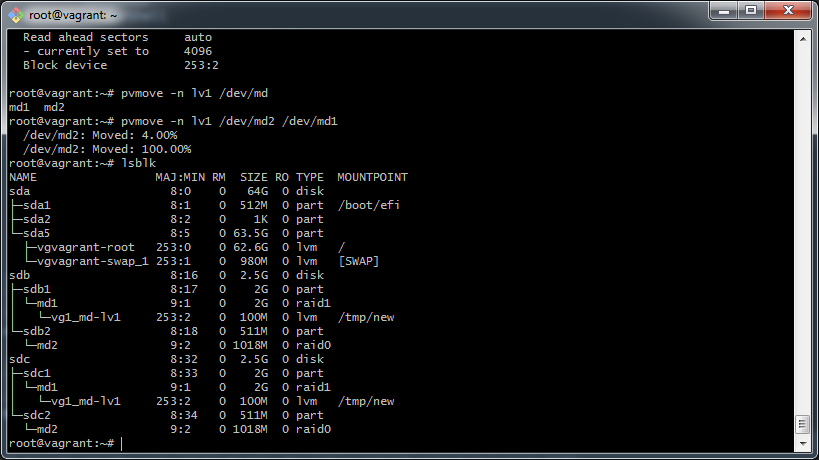 root@vagrant: ~
  Read ahead sectors     auto
  - currently set to     4096
  Block device           253:2

root@vagrant:~# pvmove -n lv1 /dev/md
md1  md2
root@vagrant:~# pvmove -n lv1 /dev/md2 /dev/md1
  /dev/md2: Moved: 4.00%
  /dev/md2: Moved: 100.00%
root@vagrant:~# lsblk
NAME                 MAJ:MIN RM  SIZE RO TYPE  MOUNTPOINT
sda                    8:0    0   64G  0 disk
├─sda1                 8:1    0  512M  0 part  /boot/efi
├─sda2                 8:2    0    1K  0 part
└─sda5                 8:5    0 63.5G  0 part
  ├─vgvagrant-root   253:0    0 62.6G  0 lvm   /
  └─vgvagrant-swap_1 253:1    0  980M  0 lvm   [SWAP]
sdb                    8:16   0  2.5G  0 disk
├─sdb1                 8:17   0    2G  0 part
│ └─md1                9:1    0    2G  0 raid1
│   └─vg1_md-lv1     253:2    0  100M  0 lvm   /tmp/new
└─sdb2                 8:18   0  511M  0 part
  └─md2                9:2    0 1018M  0 raid0
sdc                    8:32   0  2.5G  0 disk
├─sdc1                 8:33   0    2G  0 part
│ └─md1                9:1    0    2G  0 raid1
│   └─vg1_md-lv1     253:2    0  100M  0 lvm   /tmp/new
└─sdc2                 8:34   0  511M  0 part
  └─md2                9:2    0 1018M  0 raid0
root@vagrant:~#